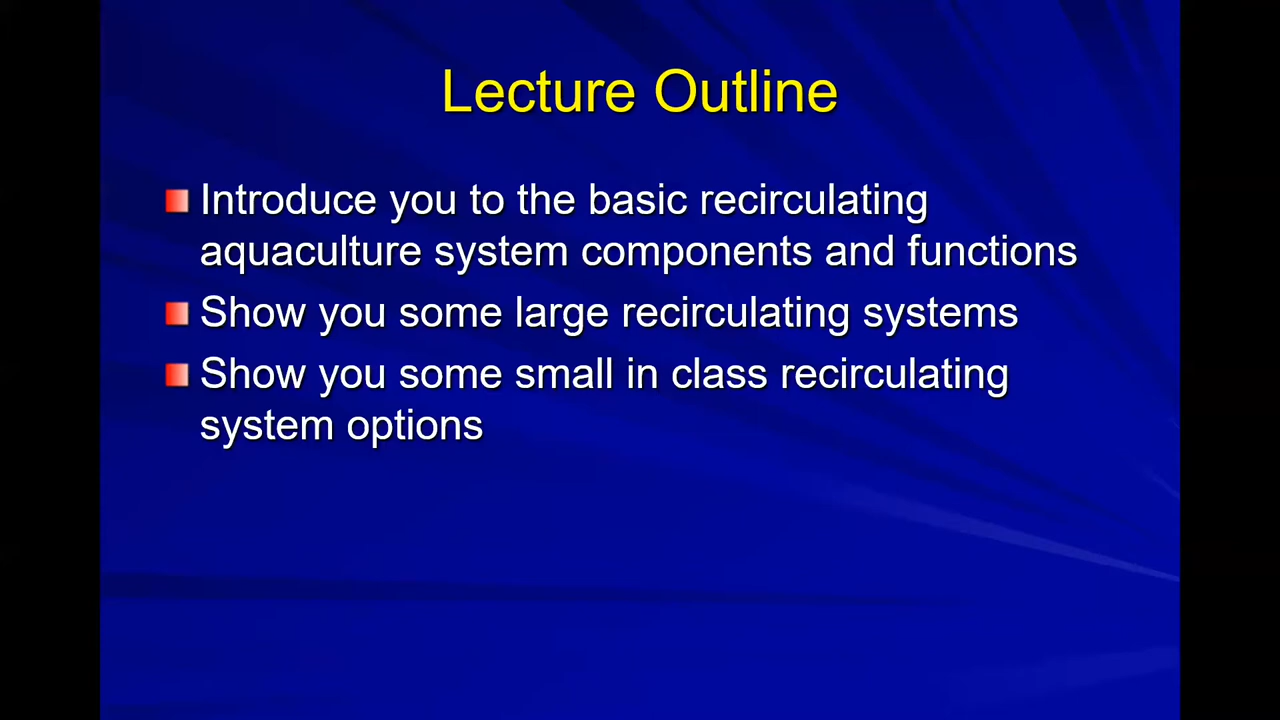 Lecture Outline
Introduce you to the basic recirculating
aquaculture system components and functions
Show you some large recirculating systems
Show you some small in class recirculating
system options